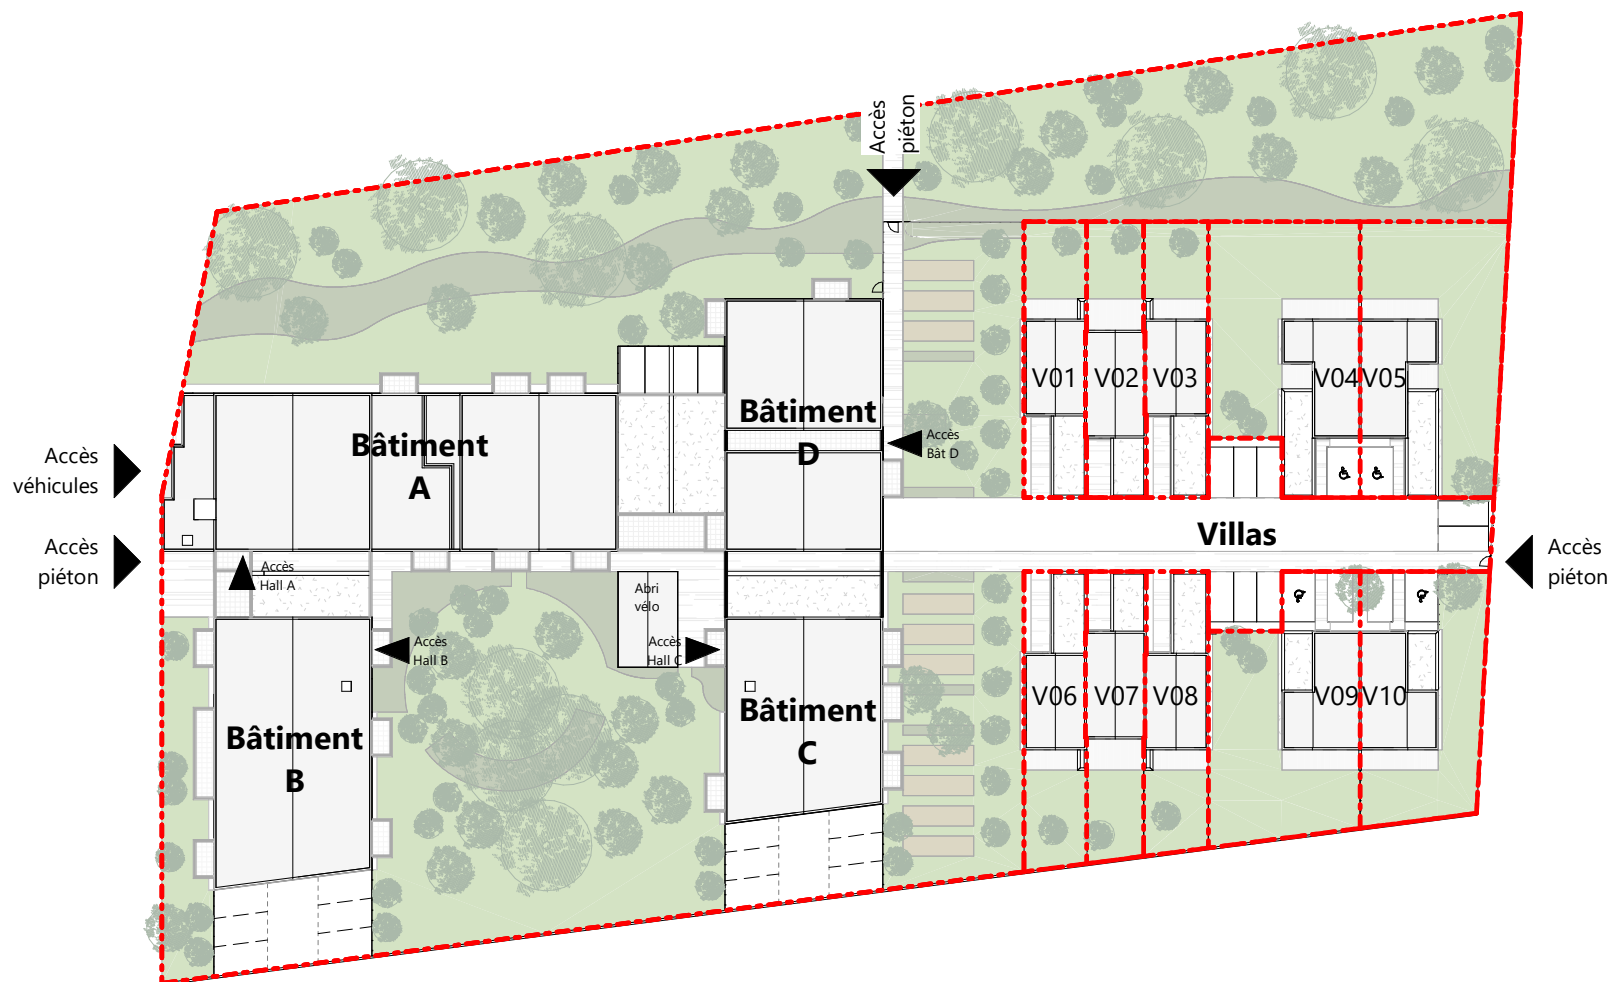 Accès
piéton
V01
V02
V03
V04
V05
Bâtiment
D
Bâtiment
A
Accès
Bât D
Accès
véhicules
Villas
Accès
piéton
Accès
piéton
Accès
Hall A
Abri
vélo
Accès
Hall B
Accès
Hall C
V06
V07
V08
V09
V10
Bâtiment
C
Bâtiment
B